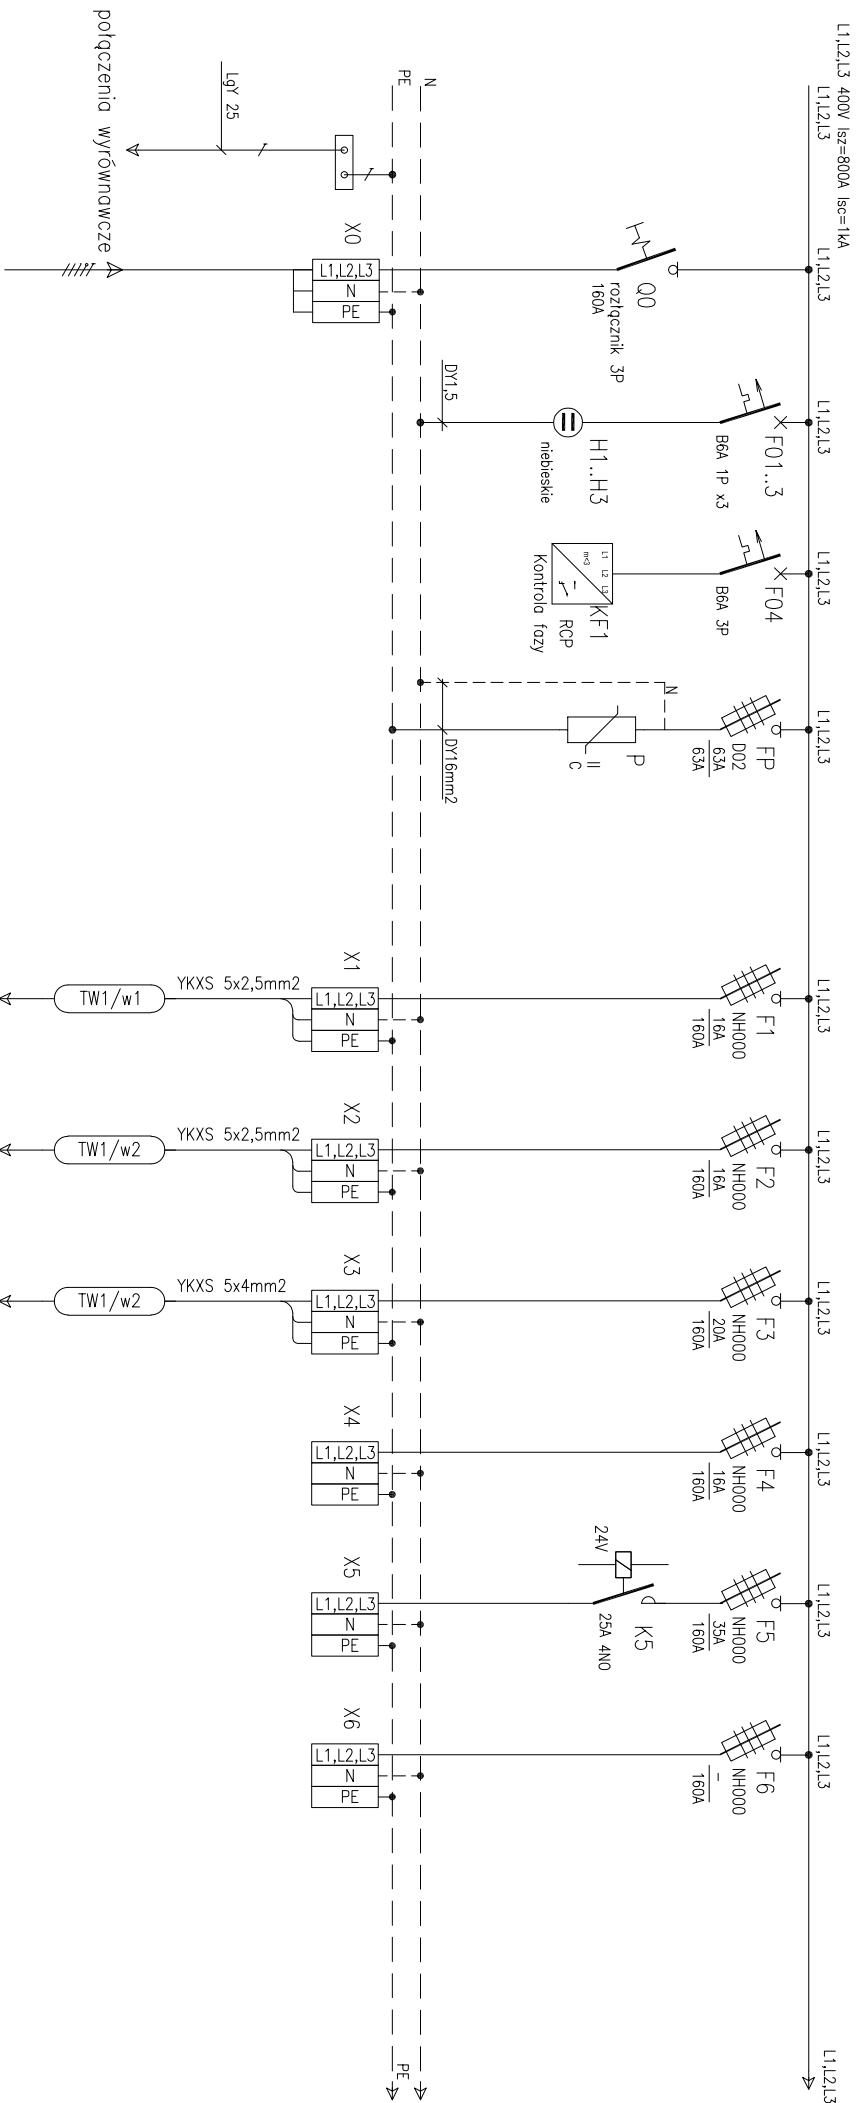 L1,L2,L3 400V Isz=800A Isc=1kA
L1,L2,L3
L1,L2,L3
L1,L2,L3
L1,L2,L3
L1,L2,L3
L1,L2,L3
L1,L2,L3
L1,L2,L3
L1,L2,L3
L1,L2,L3
L1,L2,L3
L1,L2,L3
Q0
rozłącznik 3P
160A
F01..3
B6A 1P x3
H1..H3
niebieskie
DY1,5
F04
B6A 3P
KF1
L1 L2 L3
m<3
RCP
Kontrola fazy
FP
D02
63A
63A
N
P
II
C
DY16mm2
F1
NH000
16A
160A
F2
NH000
16A
160A
F3
NH000
20A
160A
F4
NH000
16A
160A
F5
NH000
35A
160A
K5
25A 4NO
24V
F6
NH000
-
160A
N
PE
PE
LgY 25
połączenia wyrównawcze
X0
L1,L2,L3
N
PE
X1
L1,L2,L3
N
PE
YKXS 5x2,5mm2
TW1/w1
X2
L1,L2,L3
N
PE
YKXS 5x2,5mm2
TW1/w2
X3
L1,L2,L3
N
PE
YKXS 5x4mm2
TW1/w2
X4
L1,L2,L3
N
PE
X5
L1,L2,L3
N
PE
X6
L1,L2,L3
N
PE